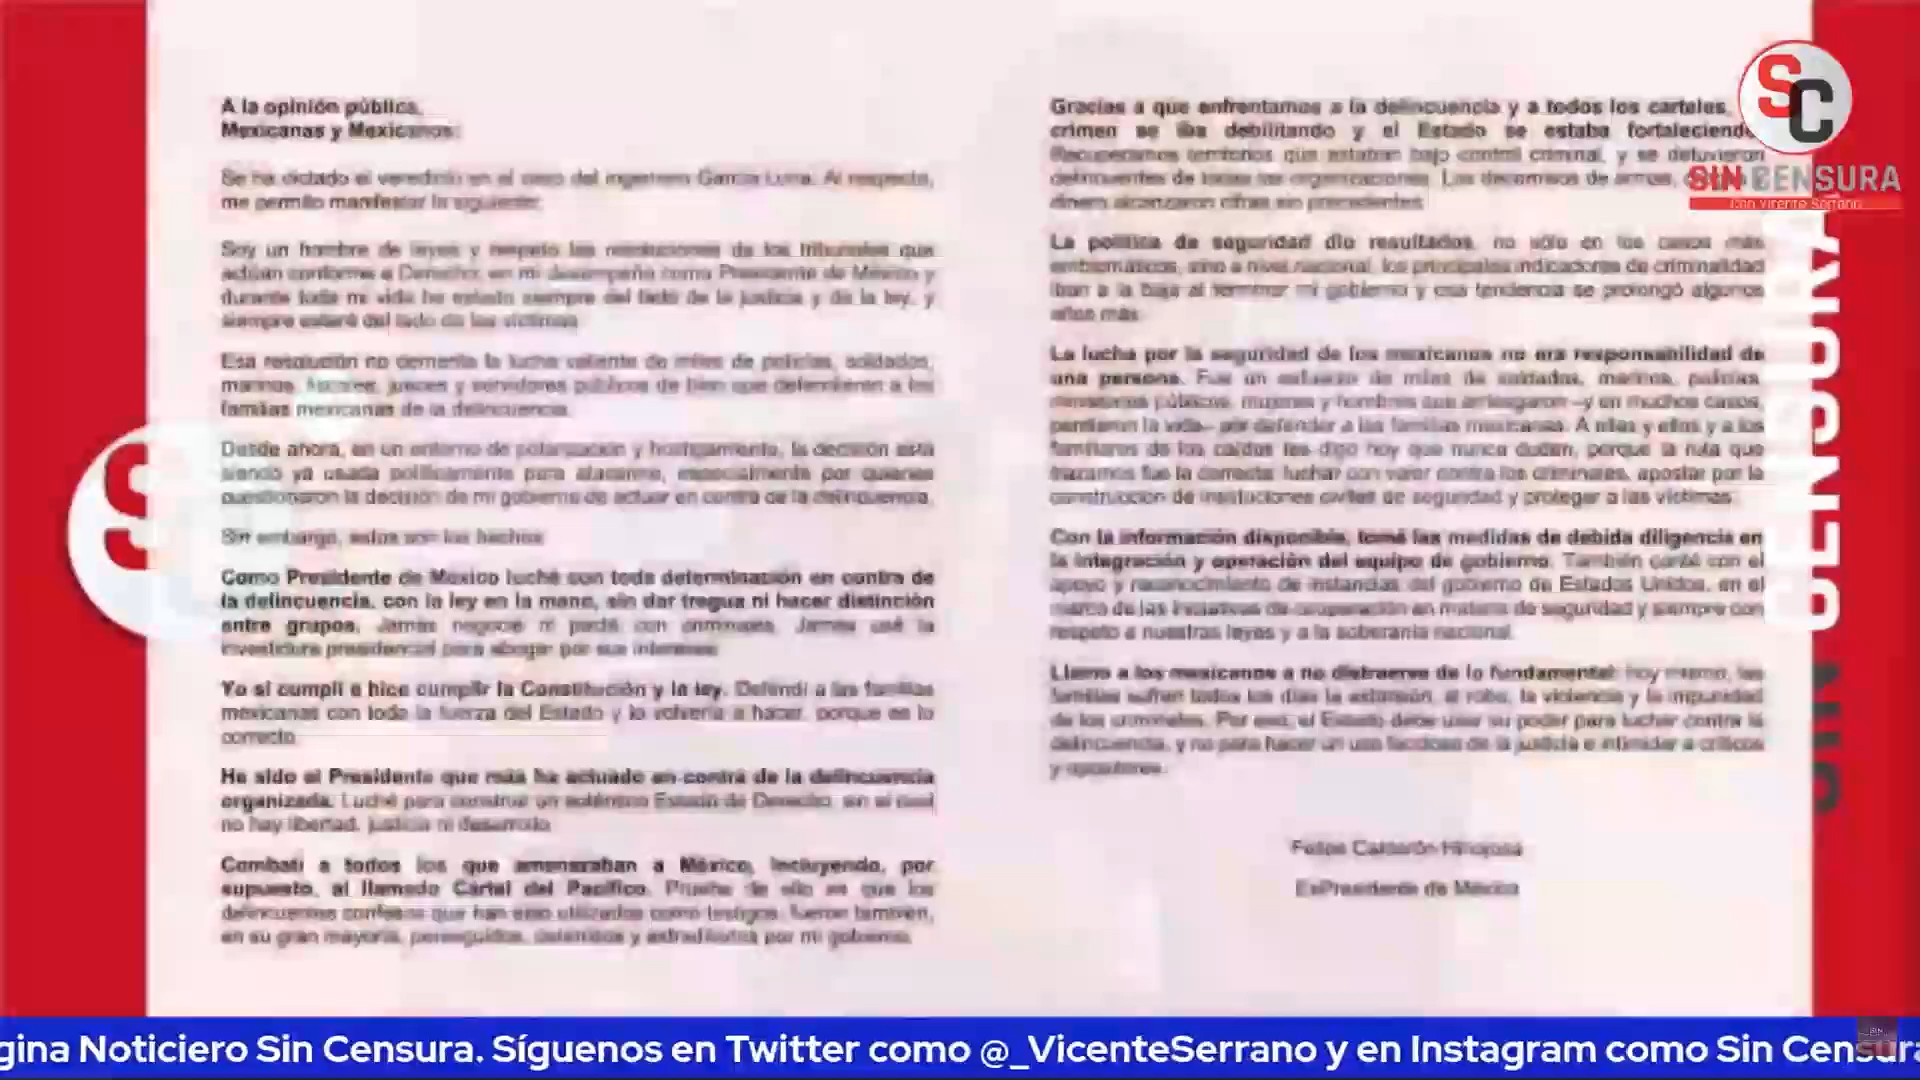 A la opinión pública,
Mexicanas y Mexicanos:
Se ha dictado el veredicto en el caso del ingeniero García Luna. Al respecto,
me permito manifestar lo siguiente:
Soy un hombre de leyes y respeto las resoluciones de los tribunales que
actúan conforme a Derecho; en mi desempeño como Presidente de México y
durante toda mi vida he estado siempre del lado de la justicia y de la ley, y
siempre estaré del lado de las víctimas.
Esa resolución no demerita la lucha valiente de miles de policías, soldados,
marinos, fiscales, jueces y servidores públicos de bien que defendieron a las
familias mexicanas de la delincuencia.
Desde ahora, en un entorno de polarización y hostigamiento, la decisión está
siendo ya usada políticamente para atacarme, especialmente por quienes
cuestionaron la decisión de mi gobierno de actuar en contra de la delincuencia.
Sin embargo, estos son los hechos:
Como Presidente de México luché con toda determinación en contra de
la delincuencia, con la ley en la mano, sin dar tregua ni hacer distinción
entre grupos. Jamás negocié ni pacté con criminales. Jamás usé la
investidura presidencial para abogar por sus intereses.
Yo sí cumplí e hice cumplir la Constitución y la ley. Defendí a las familias
mexicanas con toda la fuerza del Estado y lo volvería a hacer, porque es lo
correcto.
He sido el Presidente que más ha actuado en contra de la delincuencia
organizada. Luché para construir un auténtico Estado de Derecho, sin el cual
no hay libertad, justicia ni desarrollo.
Combatí a todos los que amenazaban a México, incluyendo, por
supuesto, al llamado Cártel del Pacífico. Prueba de ello es que los
delincuentes confesos que han sido utilizados como testigos, fueron también,
en su gran mayoría, perseguidos, detenidos y extraditados por mi gobierno.
Gracias a que enfrentamos a la delincuencia y a todos los carteles,
crimen se iba debilitando y el Estado se estaba fortaleciendo.
Recuperamos territorios que estaban bajo control criminal, y se detuvieron
delincuentes de todas las organizaciones. Los decomisos de armas,
dinero alcanzaron cifras sin precedentes.
La política de seguridad dio resultados, no sólo en los casos más
emblemáticos, sino a nivel nacional, los principales indicadores de criminalidad
iban a la baja al terminar mi gobierno y esa tendencia se prolongó algunos
años más.
La lucha por la seguridad de los mexicanos no era responsabilidad de
una persona. Fue un esfuerzo de miles de soldados, marinos, policías,
ministerios públicos, mujeres y hombres que arriesgaron –y en muchos casos,
perdieron la vida– por defender a las familias mexicanas. A ellas y ellos y a los
familiares de los caídos les digo hoy que nunca duden, porque la ruta que
trazamos fue la correcta: luchar con valor contra los criminales, apostar por la
construcción de instituciones civiles de seguridad y proteger a las víctimas.
Con la información disponible, tomé las medidas de debida diligencia en
la integración y operación del equipo de gobierno. También conté con el
apoyo y reconocimiento de instancias del gobierno de Estados Unidos, en el
marco de las iniciativas de cooperación en materia de seguridad y siempre con
respeto a nuestras leyes y a la soberanía nacional.
Llamo a los mexicanos a no distraerse de lo fundamental: hoy mismo, las
familias sufren todos los días la extorsión, el robo, la violencia y la impunidad
de los criminales. Por eso, el Estado debe usar su poder para luchar contra la
delincuencia, y no para hacer un uso faccioso de la justicia e intimidar a críticos
y opositores.
Felipe Calderón Hinojosa
ExPresidente de México
SC
SIN CENSURA
Con Vicente Serrano
SIN CENSURA
S
gina Noticiero Sin Censura. Síguenos en Twitter como @_VicenteSerrano y en Instagram como Sin Censura